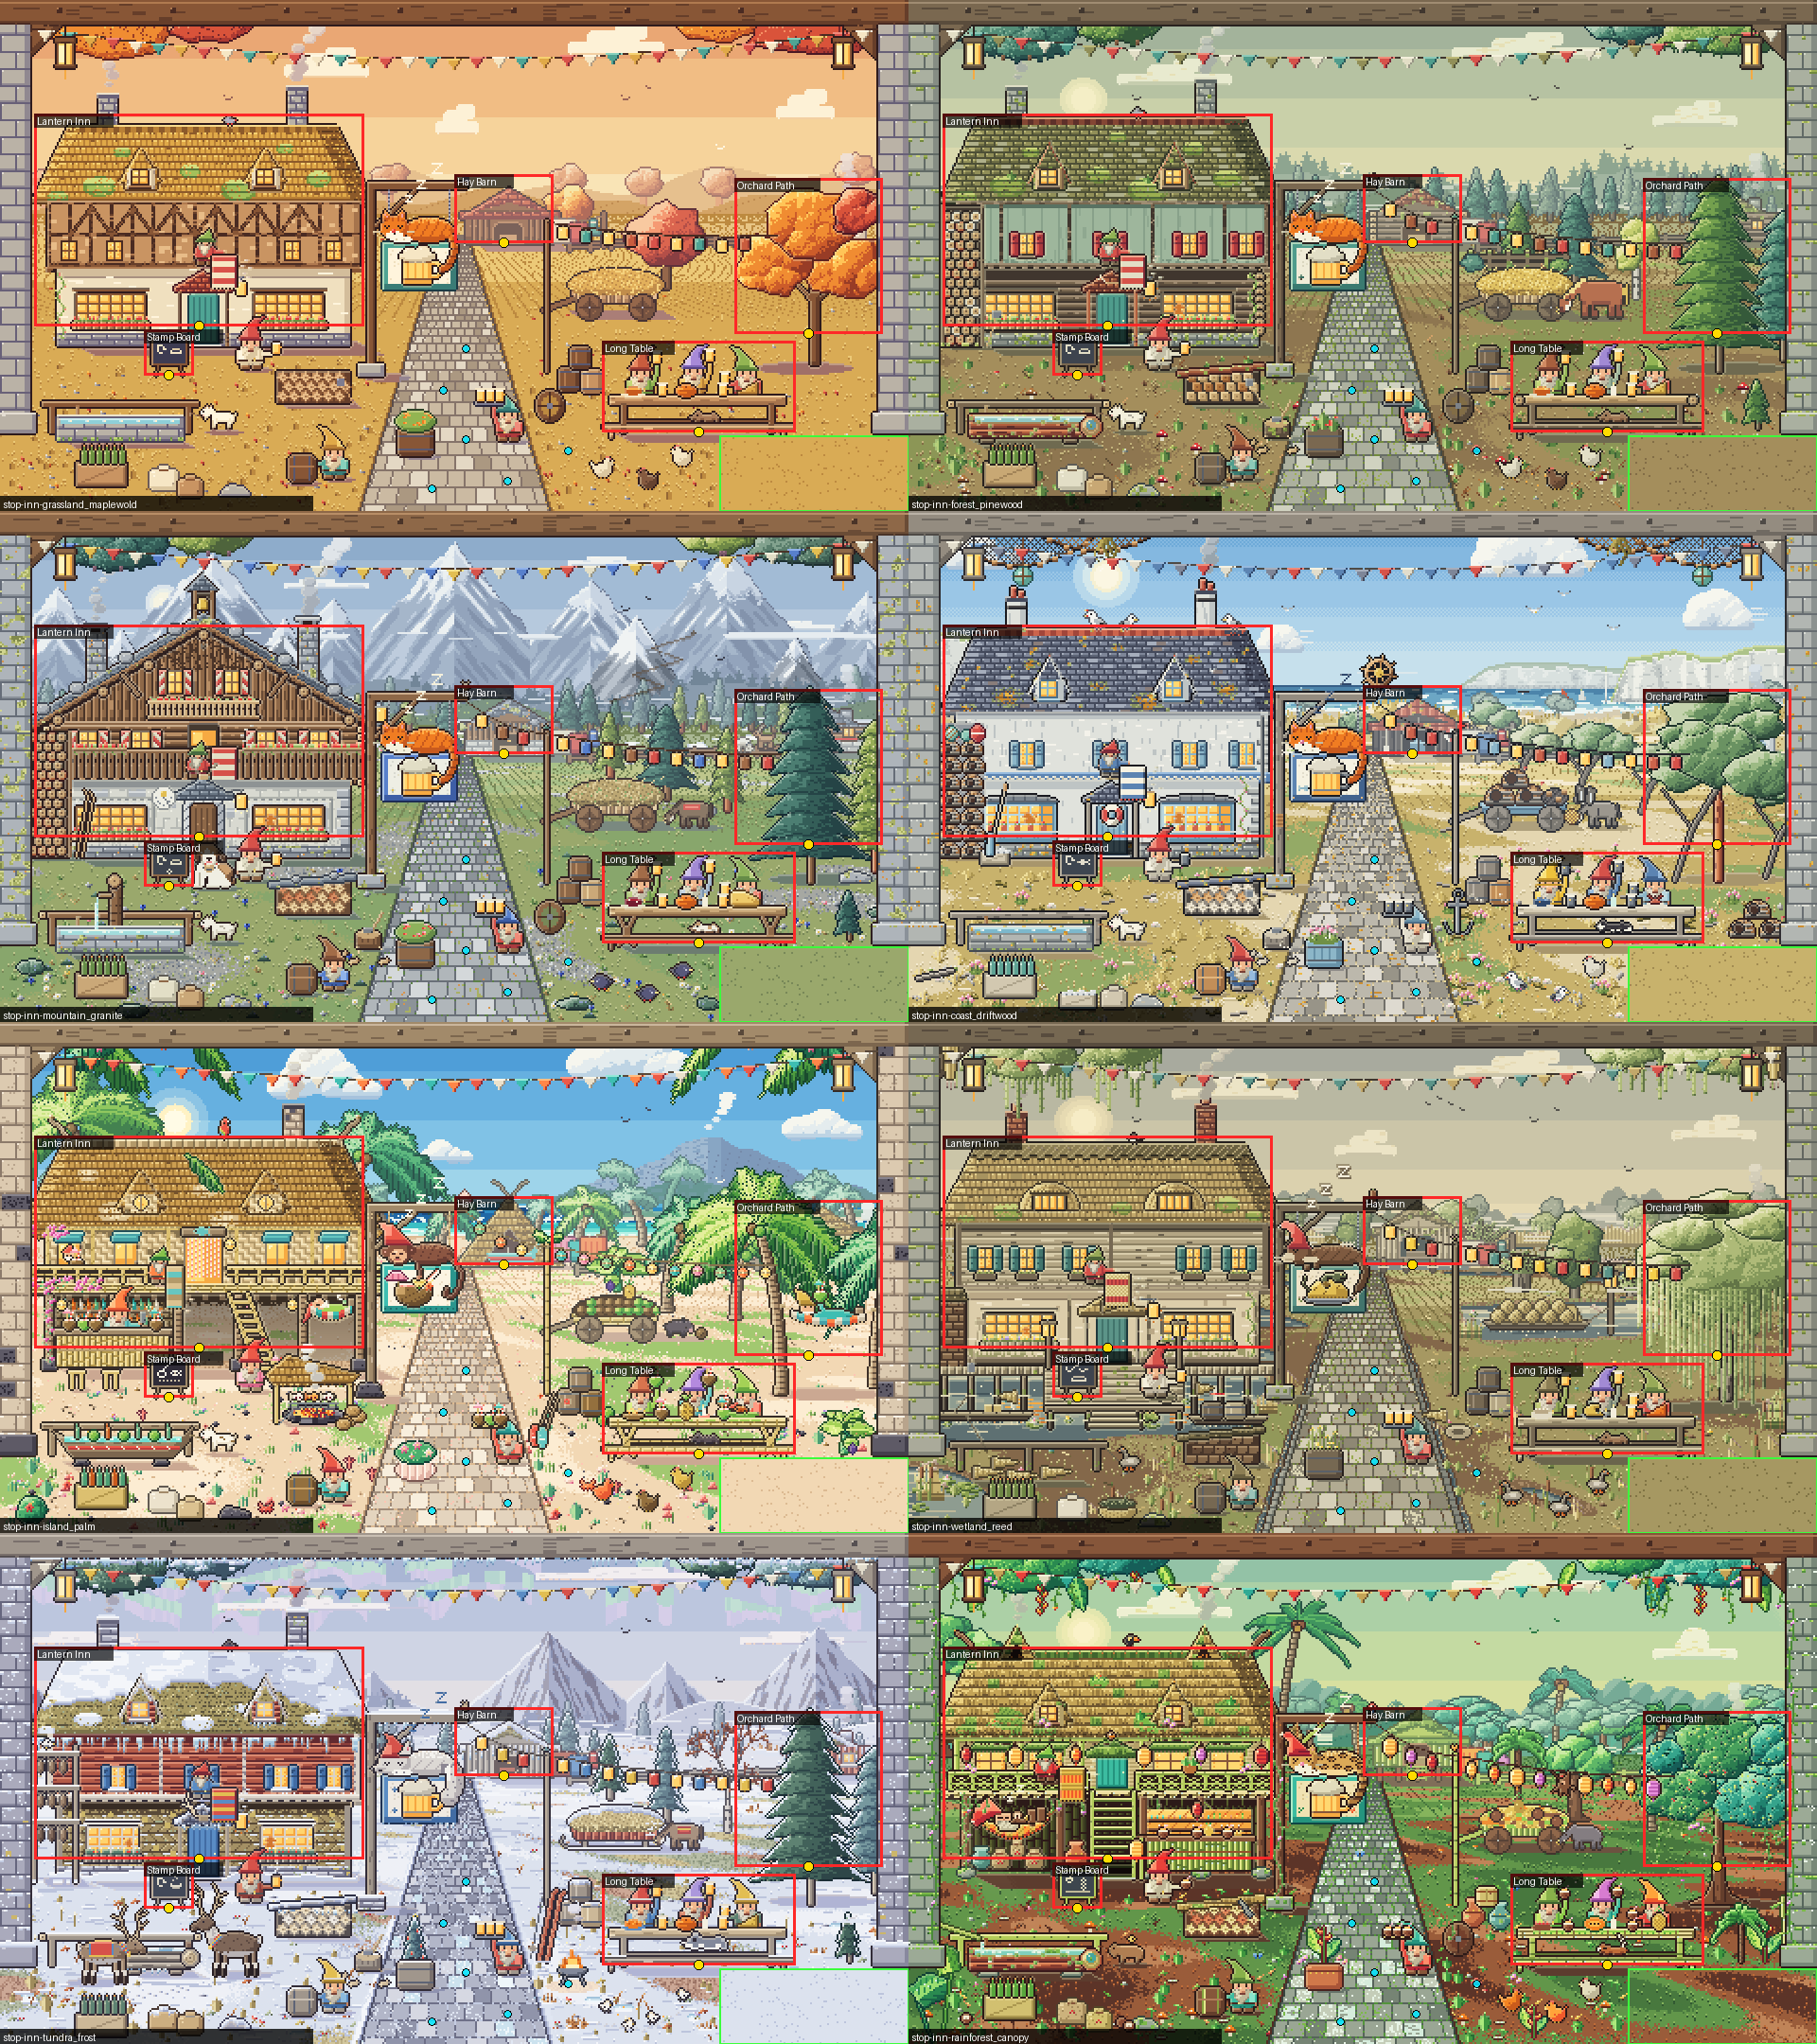 Lantern Inn
Hay Barn
Orchard Path
Stamp Board
Long Table
stop-inn-grassland_maplewold
Lantern Inn
Hay Barn
Orchard Path
Stamp Board
Long Table
stop-inn-forest_pinewood
Lantern Inn
Hay Barn
Orchard Path
Stamp Board
Long Table
stop-inn-mountain_granite
Lantern Inn
Hay Barn
Orchard Path
Stamp Board
Long Table
stop-inn-coast_driftwood
Lantern Inn
Hay Barn
Orchard Path
Stamp Board
Long Table
stop-inn-island_palm
Lantern Inn
Hay Barn
Orchard Path
Stamp Board
Long Table
stop-inn-wetland_reed
Lantern Inn
Hay Barn
Orchard Path
Stamp Board
Long Table
stop-inn-tundra_frost
Lantern Inn
Hay Barn
Orchard Path
Stamp Board
Long Table
stop-inn-rainforest_canopy